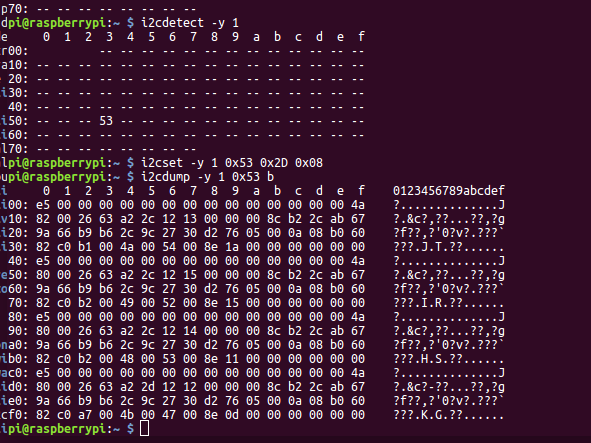 p70: -- -- -- -- -- -- -- --
dpi@raspberrypi:~ $ i2cdetect -y 1
de 0 1 2 3 4 5 6 7 8 9 a b c d e f
tr00: -- -- -- -- -- -- -- -- -- -- -- -- --
ra10: -- -- -- -- -- -- -- -- -- -- -- -- -- -- -- --
e 20: -- -- -- -- -- -- -- -- -- -- -- -- -- -- -- --
i30: -- -- -- -- -- -- -- -- -- -- -- -- -- -- -- --
40: -- -- -- -- -- -- -- -- -- -- -- -- -- -- -- --
i50: -- -- -- 53 -- -- -- -- -- -- -- -- -- -- -- --
i60: -- -- -- -- -- -- -- -- -- -- -- -- -- -- -- --
al70: -- -- -- -- -- -- -- --
lpi@raspberrypi:~ $ i2cset -y 1 0x53 0x2D 0x08
upi@raspberrypi:~ $ i2cdump -y 1 0x53 b
i 0 1 2 3 4 5 6 7 8 9 a b c d e f 0123456789abcdef
i00: e5 00 00 00 00 00 00 00 00 00 00 00 00 00 00 4a ?..............J
v10: 82 00 26 63 a2 2c 12 13 00 00 00 8c b2 2c ab 67 ?.&c?,??...??,?g
i20: 9a 66 b9 b6 2c 9c 27 30 d2 76 05 00 0a 08 b0 60 ?f??,?'0?v?.???`
i30: 82 c0 b1 00 4a 00 54 00 8e 1a 00 00 00 00 00 00 ???.J.T.??......
40: e5 00 00 00 00 00 00 00 00 00 00 00 00 00 00 4a ?..............J
ve50: 80 00 26 63 a2 2c 12 15 00 00 00 8c b2 2c ab 67 ?.&c?,??...??,?g
to60: 9a 66 b9 b6 2c 9c 27 30 d2 76 05 00 0a 08 b0 60 ?f??,?'0?v?.???`
70: 82 c0 b2 00 49 00 52 00 8e 15 00 00 00 00 00 00 ???.I.R.??......
80: e5 00 00 00 00 00 00 00 00 00 00 00 00 00 00 4a ?..............J
90: 80 00 26 63 a2 2c 12 14 00 00 00 8c b2 2c ab 67 ?.&c?,??...??,?g
na0: 9a 66 b9 b6 2c 9c 27 30 d2 76 05 00 0a 08 b0 60 ?f??,?'0?v?.???`
vib0: 82 c0 b2 00 48 00 53 00 8e 11 00 00 00 00 00 00 ???.H.S.??......
vac0: e5 00 00 00 00 00 00 00 00 00 00 00 00 00 00 4a ?..............J
id0: 80 00 26 63 a2 2d 12 12 00 00 00 8c b2 2c ab 67 ?.&c?-??...??,?g
ie0: 9a 66 b9 b6 2c 9c 27 30 d2 76 05 00 0a 08 b0 60 ?f??,?'0?v?.???`
cf0: 82 c0 a7 00 4b 00 47 00 8e 0d 00 00 00 00 00 00 ???.K.G.??......
ipi@raspberrypi:~ $